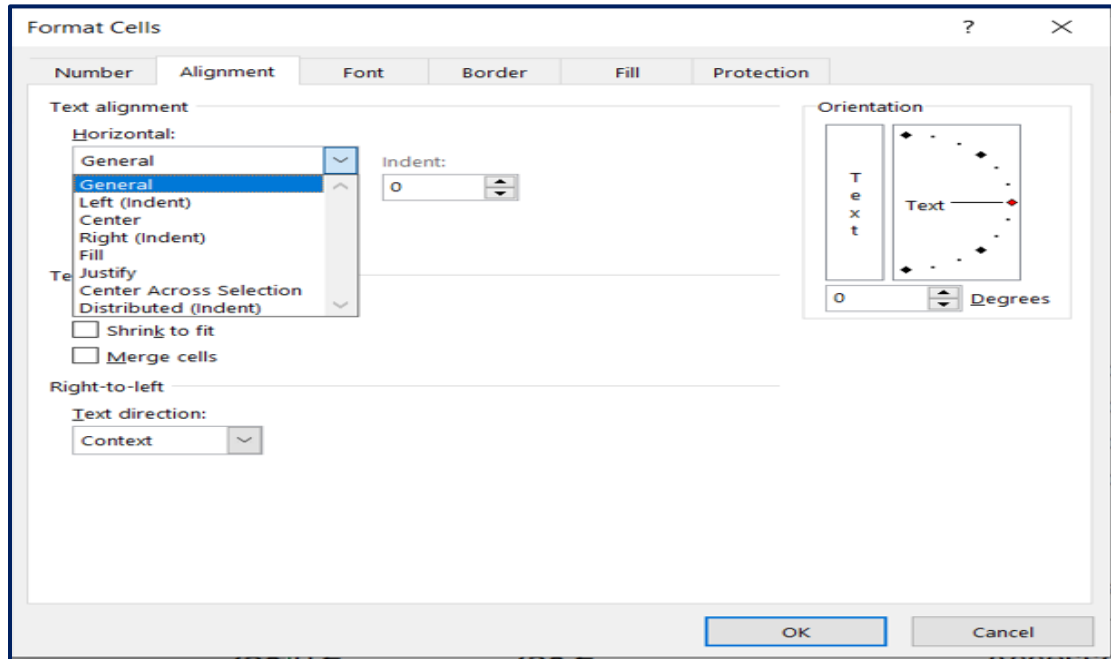 Format Cells ?
Number Alignment Font Border Fill Protection
Text alignment
Horizontal:
General
Indent:
0
General
Left (Indent)
Center
Right (Indent)
Fill
Justify
Center Across Selection
Distributed (Indent)
Te
Shrink to fit
Merge cells
Right-to-left
Text direction:
Context
Orientation
Text
Text
0 Degrees
OK Cancel